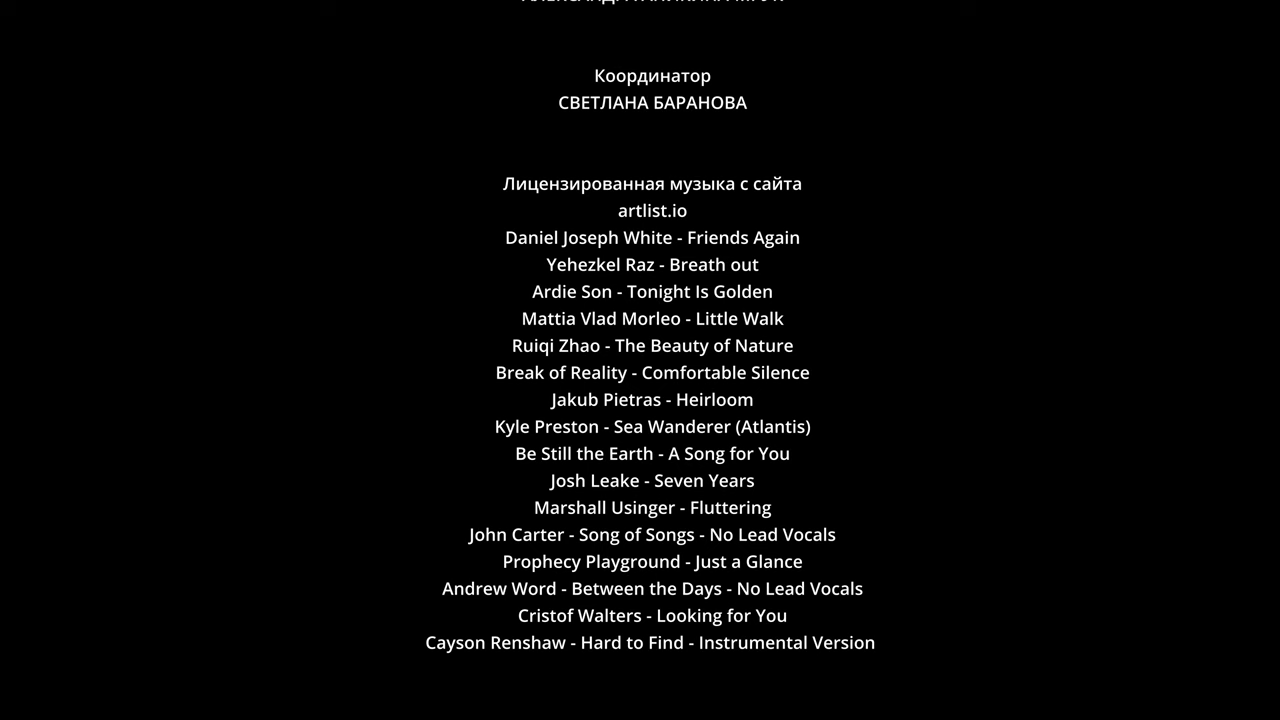 Координатор
СВЕТЛАНА БАРАНОВА
Лицензированная музыка с сайта
artlist.io
Daniel Joseph White - Friends Again
Yehezkel Raz - Breath out
Ardie Son - Tonight Is Golden
Mattia Vlad Morleo - Little Walk
Ruiqi Zhao - The Beauty of Nature
Break of Reality - Comfortable Silence
Jakub Pietras - Heirloom
Kyle Preston - Sea Wanderer (Atlantis)
Be Still the Earth - A Song for You
Josh Leake - Seven Years
Marshall Usinger - Fluttering
John Carter - Song of Songs - No Lead Vocals
Prophecy Playground - Just a Glance
Andrew Word - Between the Days - No Lead Vocals
Cristof Walters - Looking for You
Cayson Renshaw - Hard to Find - Instrumental Version